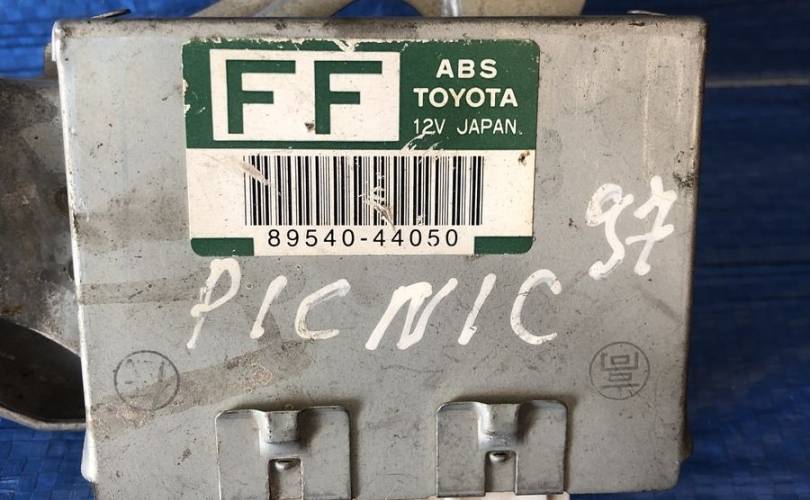 FF
ABS
TOYOTA
12V JAPAN.
89540-44050
97
PICNIC